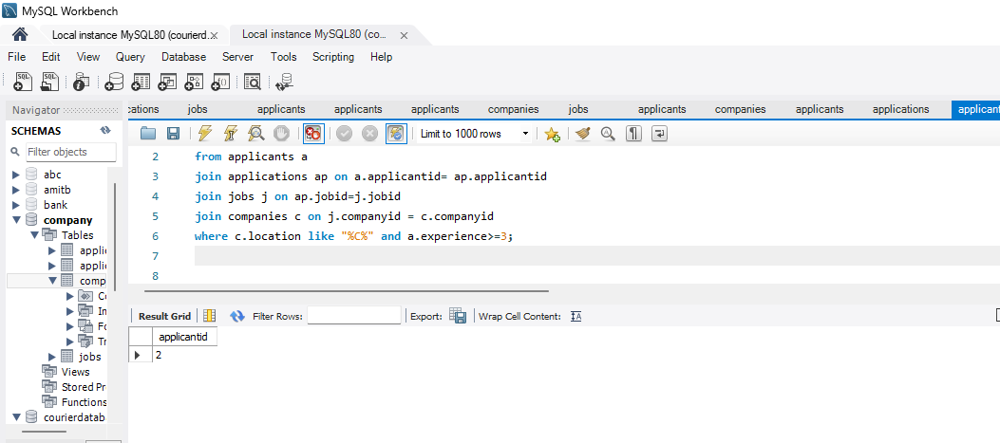 MySQL Workbench
Local instance MySQL80 (courierd. x
Local instance MySQL80 (co... x
File Edit View Query Database Server Tools Scripting Help
Navigator
cations jobs applicants applicants applicants companies jobs applicants companies applicants applications applicant
SCHEMAS
Filter objects
abc
amitb
bank
company
Tables
appli
appli
comp
C
In
Fo
Tr
jobs
Views
Stored Pr
Functions
courierdatab
Limit to 1000 rows
2 from applicants a
3 join applications ap on a.applicantid= ap.applicantid
4 join jobs j on ap.jobid=j.jobid
5 join companies c on j.companyid = c.companyid
6 where c.location like "%C%" and a.experience>=3;
7
8
Result Grid Filter Rows: Export: Wrap Cell Content:
applicantid
2